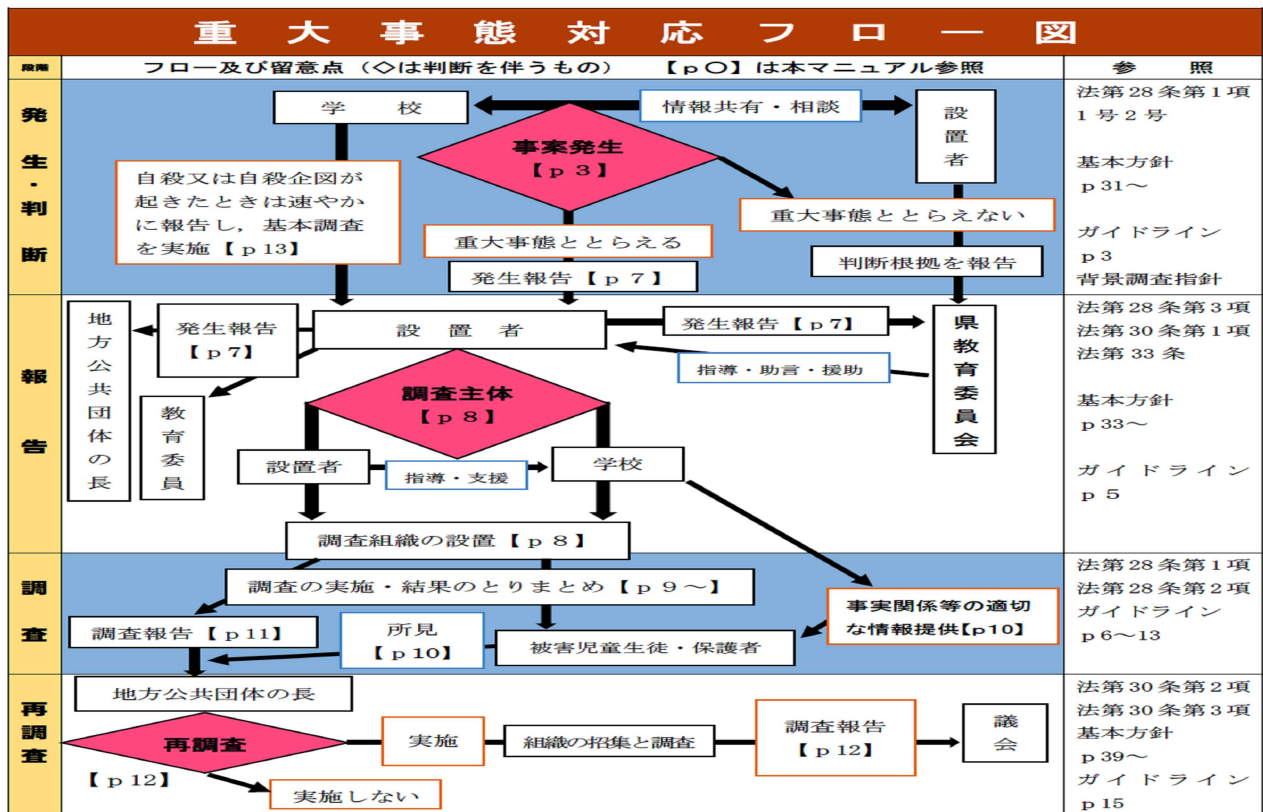 重大事態対応フロー図
段階
フロー及び留意点（◇は判断を伴うもの）　【p〇】は本マニュアル参照
参照
発生・判断
学校
情報共有・相談
設置者
事案発生
【p3】
自殺又は自殺企図が
起きたときは速やか
に報告し，基本調査
を実施【p13】
重大事態ととらえる
重大事態ととらえない
発生報告【p7】
判断根拠を報告
法第28条第1項
1号2号
基本方針
p31～
ガイドライン
p3
背景調査指針
報告
地方公共団体の長
発生報告
【p7】
設置者
発生報告【p7】
県教育委員会
指導・助言・援助
教育委員
調査主体
【p8】
設置者
指導・支援
学校
調査組織の設置【p8】
法第28条第3項
法第30条第1項
法第33条
基本方針
p33～
ガイドライン
p5
調査
調査の実施・結果のとりまとめ【p9～】
事実関係等の適切
な情報提供【p10】
調査報告【p11】
所見
【p10】
被害児童生徒・保護者
法第28条第1項
法第28条第2項
ガイドライン
p6～13
再調査
地方公共団体の長
再調査
【p12】
実施
組織の招集と調査
調査報告
【p12】
議会
実施しない
法第30条第2項
法第30条第3項
基本方針
p39～
ガイドライン
p15